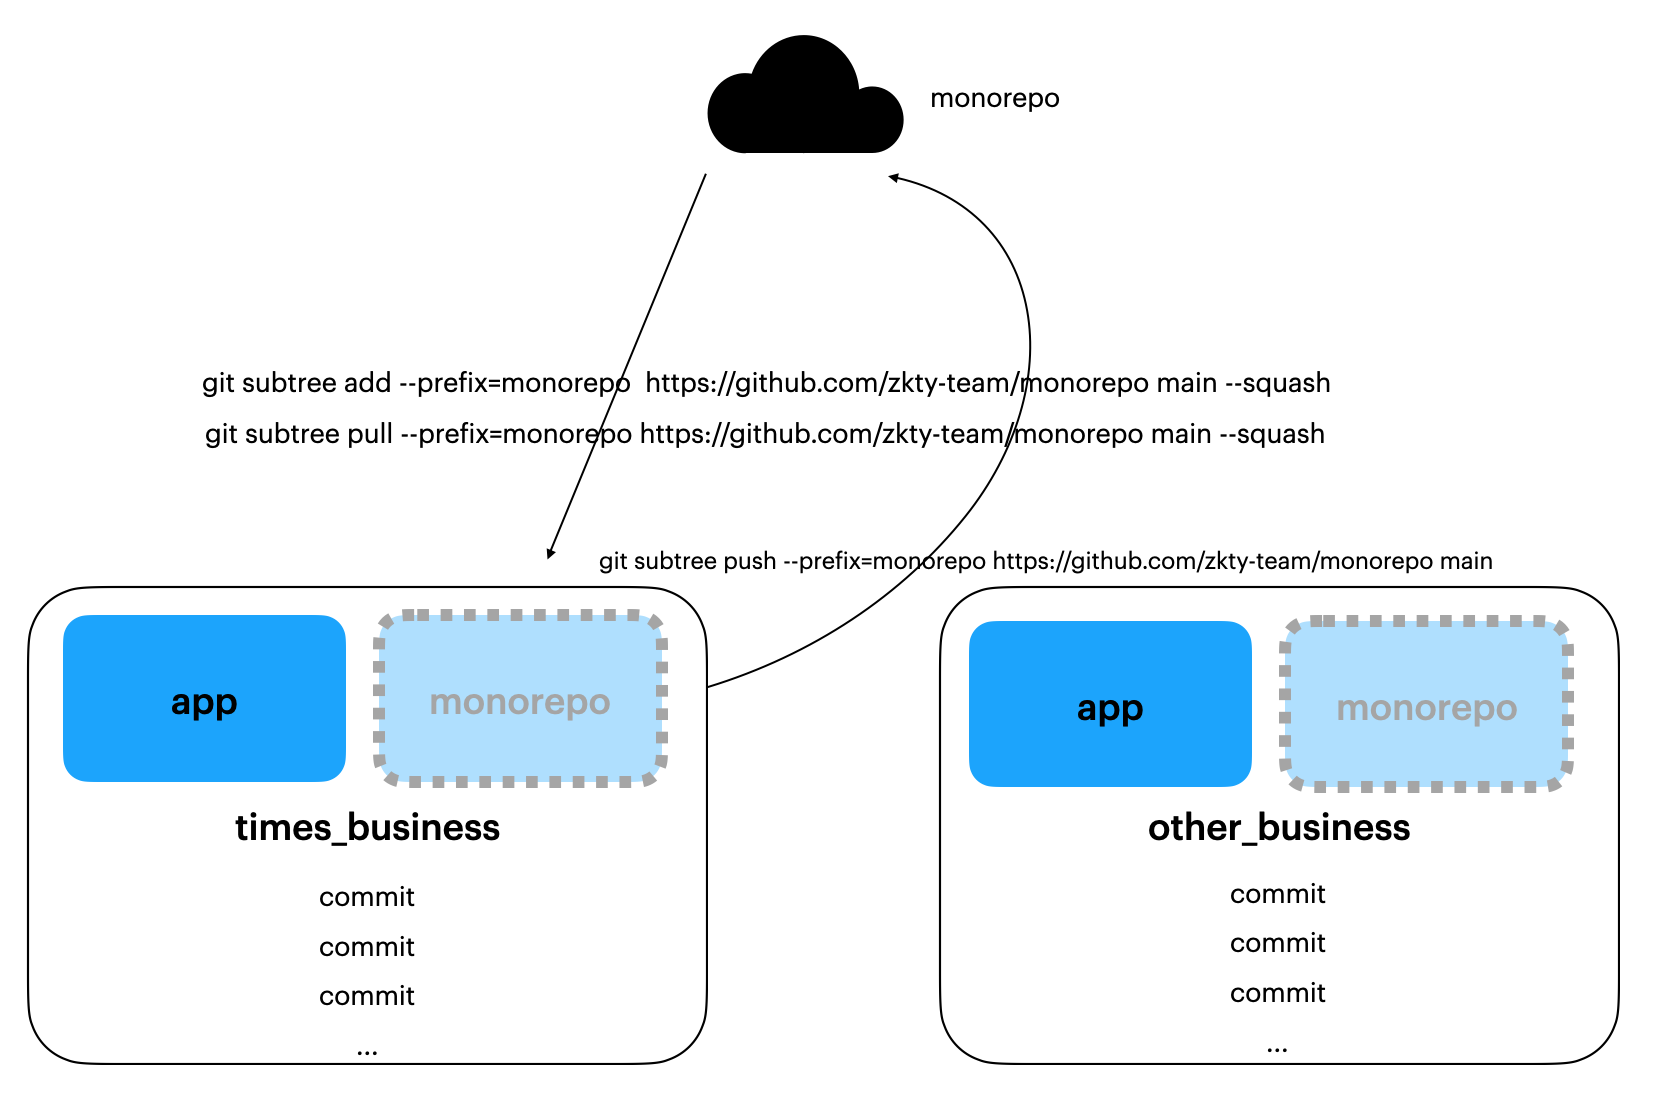 monorepo
git subtree add --prefix=monorepo  https://github.com/zkty-team/monorepo main --squash
git subtree pull --prefix=monorepo https://github.com/zkty-team/monorepo main --squash
git subtree push --prefix=monorepo https://github.com/zkty-team/monorepo main
app
monorepo
times_business
commit
commit
commit
...
app
monorepo
other_business
commit
commit
commit
...